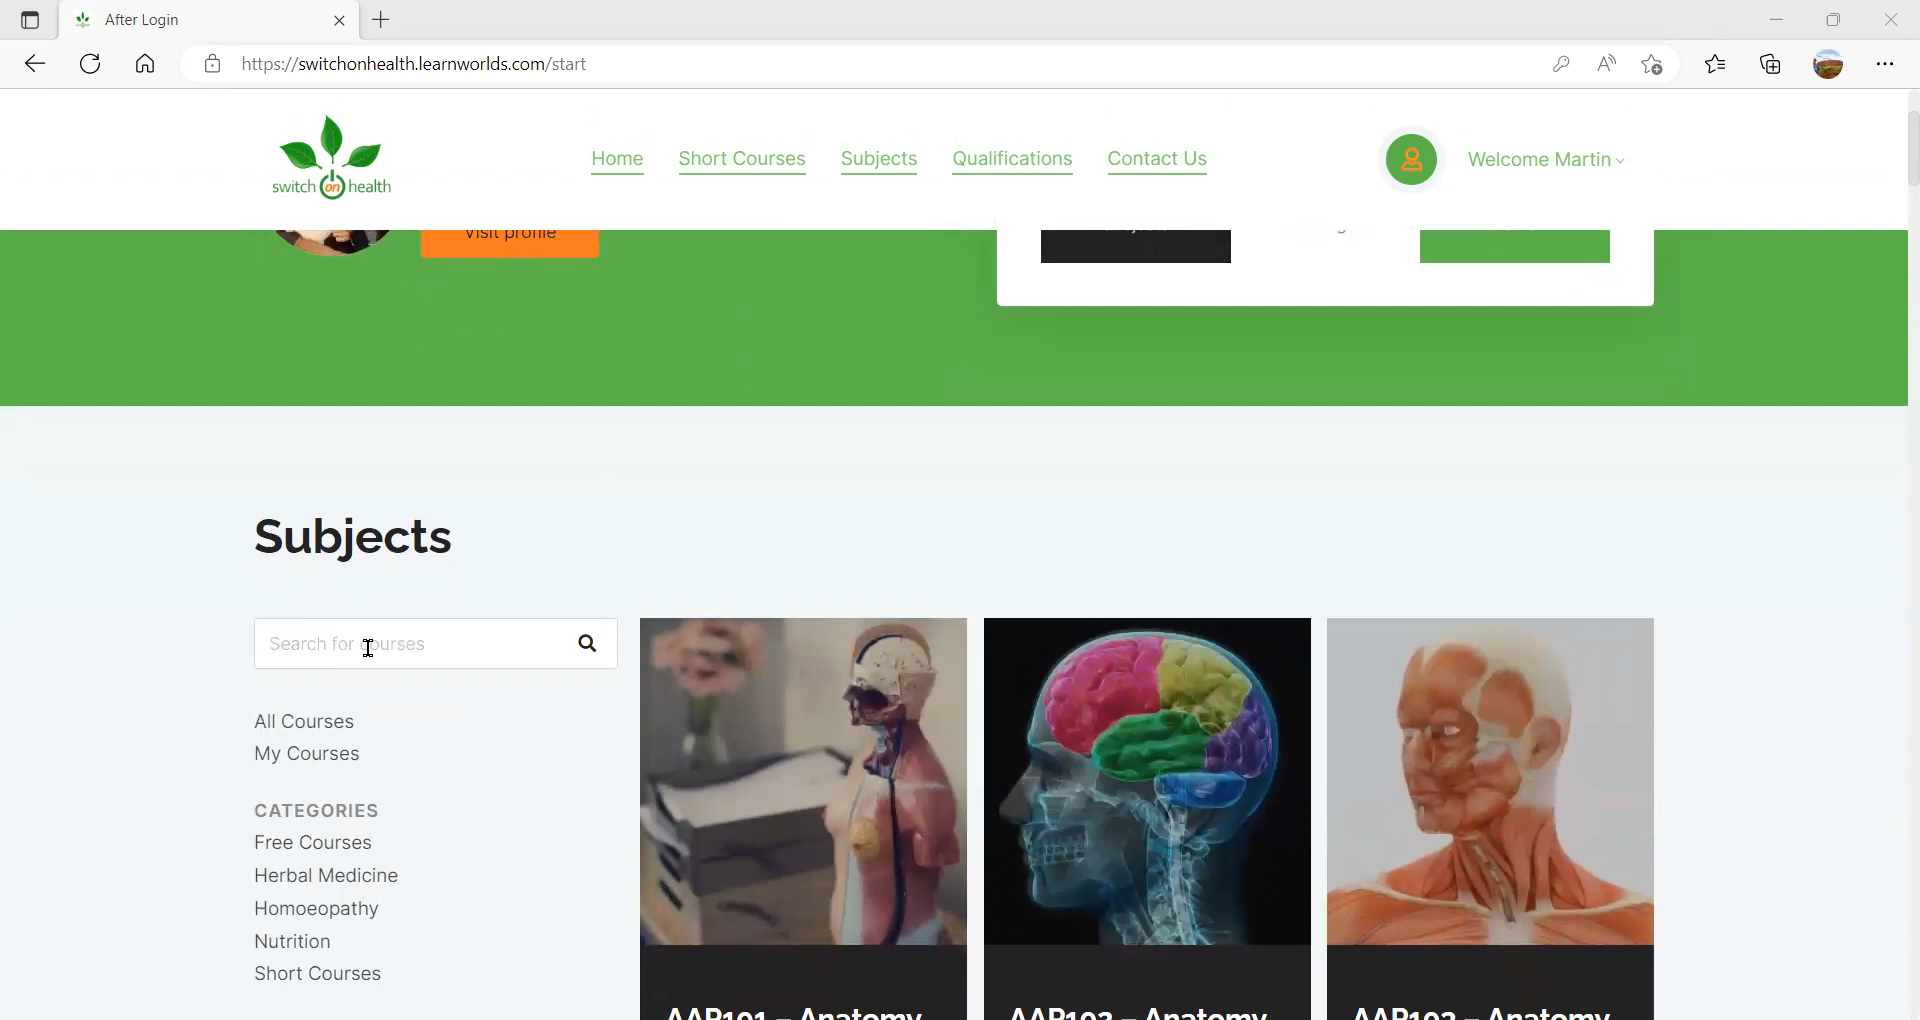 After Login
https://switchonhealth.learnworlds.com/start
switch on health
Home Short Courses Subjects Qualifications Contact Us
Welcome Martin
Visit profile
Subjects
Search for courses
All Courses
My Courses
CATEGORIES
Free Courses
Herbal Medicine
Homoeopathy
Nutrition
Short Courses
AAP101 – Anatomy
AAP102 – Anatomy
AAP103 – Anatomy